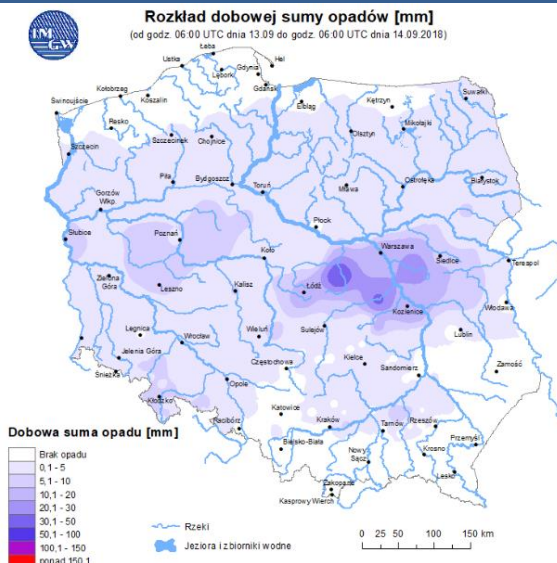 IMGW
Rozkład dobowej sumy opadów [mm]
(od godz. 06:00 UTC dnia 13.09 do godz. 06:00 UTC dnia 14.09.2018)
Łeba
Ustka
Hel
Lębork
Gdynia
Gdańsk
Kołobrzeg
Koszalin
Świnoujście
Resko
Elbląg
Kętrzyn
Suwałki
Szczecin
Szczecinek
Chojnice
Olsztyn
Mikołajki
Piła
Bydgoszcz
Toruń
Mława
Ostrołęka
Białystok
Gorzów
Wlkp.
Płock
Słubice
Poznań
Koło
Warszawa
Siedlce
Terespol
Zielona
Góra
Leszno
Kalisz
Łódź
Kozienice
Włodawa
Legnica
Wrocław
Wieluń
Sulejów
Lublin
Jelenia Góra
Śnieżka
Częstochowa
Kielce
Sandomierz
Zamość
Kłodzko
Opole
Racibórz
Katowice
Kraków
Tarnów
Rzeszów
Przemyśl
Bielsko-Biała
Nowy
Sącz
Krosno
Lesko
Zakopane
Kasprowy Wierch
Dobowa suma opadu [mm]
Brak opadu
0,1 - 5
5,1 - 10
10,1 - 20
20,1 - 30
30,1 - 50
50,1 - 100
100,1 - 150
ponad 150,1
Rzeki
Jeziora i zbiorniki wodne
0 25 50 100 150 km